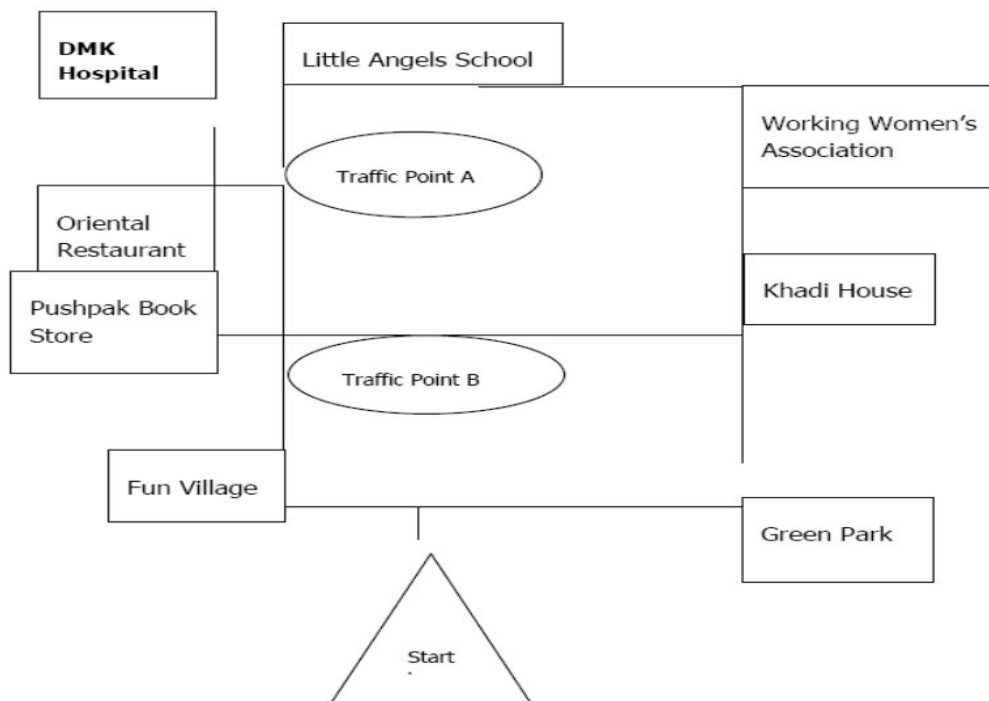 DMK
Hospital
Little Angels School
Working Women's
Association
Traffic Point A
Oriental
Restaurant
Khadi House
Pushpak Book
Store
Traffic Point B
Fun Village
Green Park
Start
.